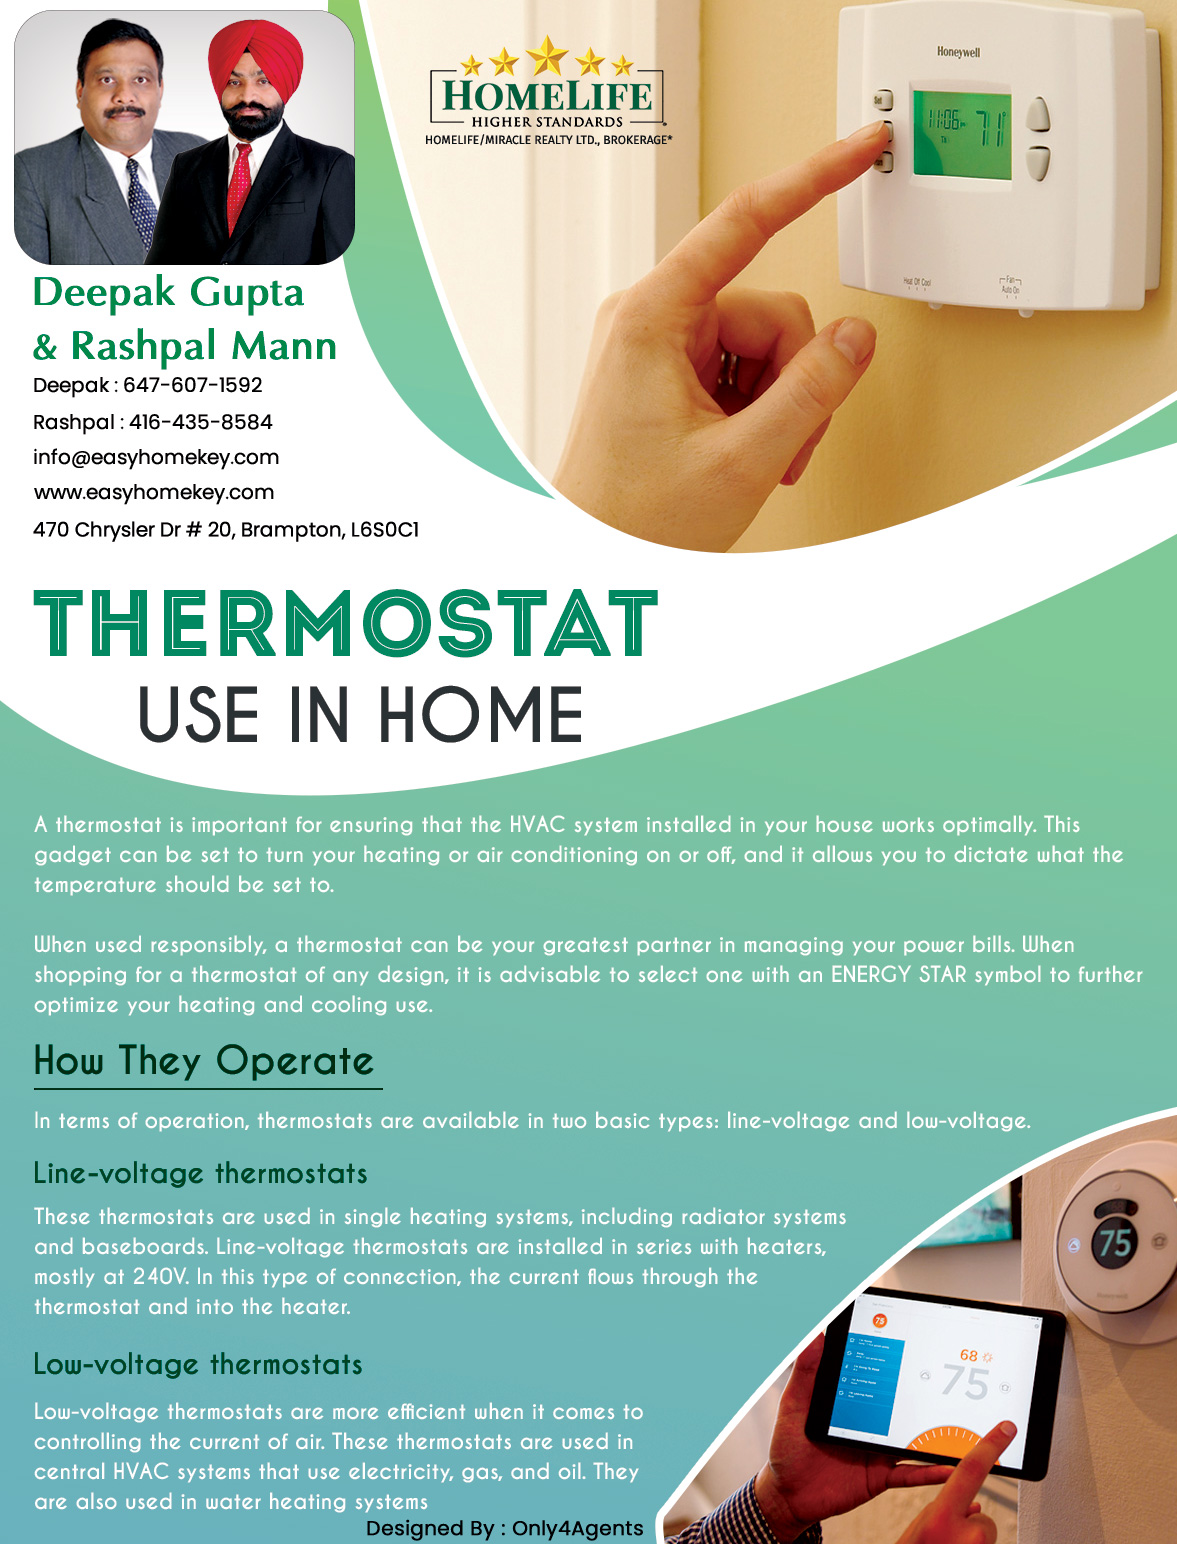 HOMELIFE
HIGHER STANDARDS
HOMELIFE/MIRACLE REALTY LTD., BROKERAGE*
Honeywell
11:06
71°
Heat Off Cool
Fan
Auto On
Deepak Gupta
& Rashpal Mann
Deepak : 647-607-1592
Rashpal : 416-435-8584
info@easyhomekey.com
www.easyhomekey.com
470 Chrysler Dr # 20, Brampton, L6S0C1
THERMOSTAT
USE IN HOME
A thermostat is important for ensuring that the HVAC system installed in your house works optimally. This
gadget can be set to turn your heating or air conditioning on or off, and it allows you to dictate what the
temperature should be set to.
When used responsibly, a thermostat can be your greatest partner in managing your power bills. When
shopping for a thermostat of any design, it is advisable to select one with an ENERGY STAR symbol to further
optimize your heating and cooling use.
How They Operate
In terms of operation, thermostats are available in two basic types: line-voltage and low-voltage.
Line-voltage thermostats
These thermostats are used in single heating systems, including radiator systems
and baseboards. Line-voltage thermostats are installed in series with heaters,
mostly at 240V. In this type of connection, the current flows through the
thermostat and into the heater.
Low-voltage thermostats
Low-voltage thermostats are more efficient when it comes to
controlling the current of air. These thermostats are used in
central HVAC systems that use electricity, gas, and oil. They
are also used in water heating systems
Designed By : Only4Agents
75
75
68
75